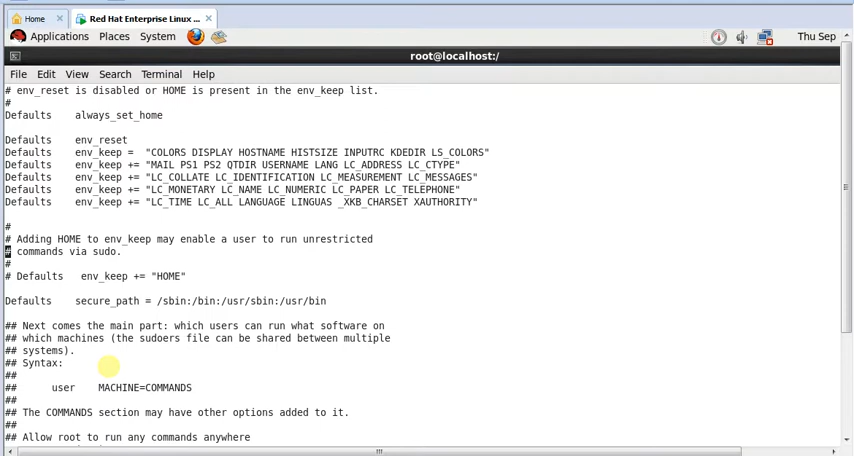 Home
Red Hat Enterprise Linux ...
Applications Places System
Thu Sep
root@localhost:/
File Edit View Search Terminal Help
# env_reset is disabled or HOME is present in the env_keep list.
#
Defaults    always_set_home
Defaults    env_reset
Defaults    env_keep =  "COLORS DISPLAY HOSTNAME HISTSIZE INPUTRC KDEDIR LS_COLORS"
Defaults    env_keep += "MAIL PS1 PS2 QTDIR USERNAME LANG LC_ADDRESS LC_CTYPE"
Defaults    env_keep += "LC_COLLATE LC_IDENTIFICATION LC_MEASUREMENT LC_MESSAGES"
Defaults    env_keep += "LC_MONETARY LC_NAME LC_NUMERIC LC_PAPER LC_TELEPHONE"
Defaults    env_keep += "LC_TIME LC_ALL LANGUAGE LINGUAS _XKB_CHARSET XAUTHORITY"
#
# Adding HOME to env_keep may enable a user to run unrestricted
# commands via sudo.
#
# Defaults   env_keep += "HOME"
Defaults    secure_path = /sbin:/bin:/usr/sbin:/usr/bin
## Next comes the main part: which users can run what software on
## which machines (the sudoers file can be shared between multiple
## systems).
## Syntax:
##
##      user    MACHINE=COMMANDS
##
## The COMMANDS section may have other options added to it.
##
## Allow root to run any commands anywhere